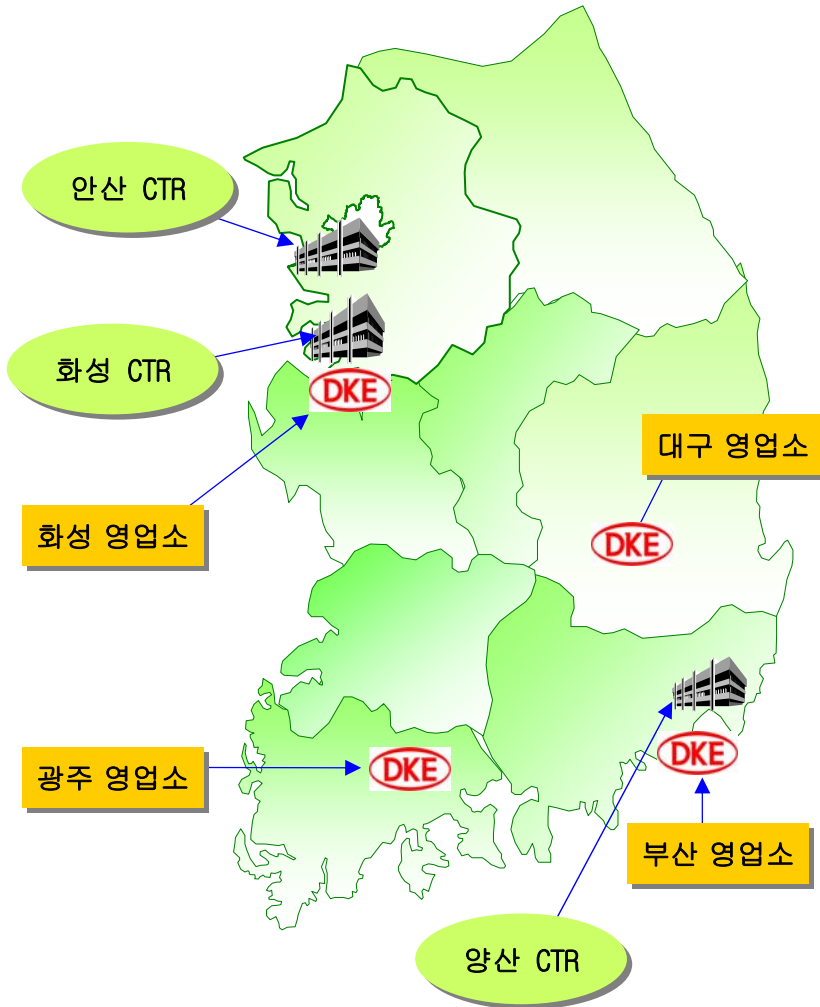 안산 CTR
화성 CTR
DKE
대구 영업소
화성 영업소
DKE
광주 영업소
DKE
DKE
부산 영업소
양산 CTR